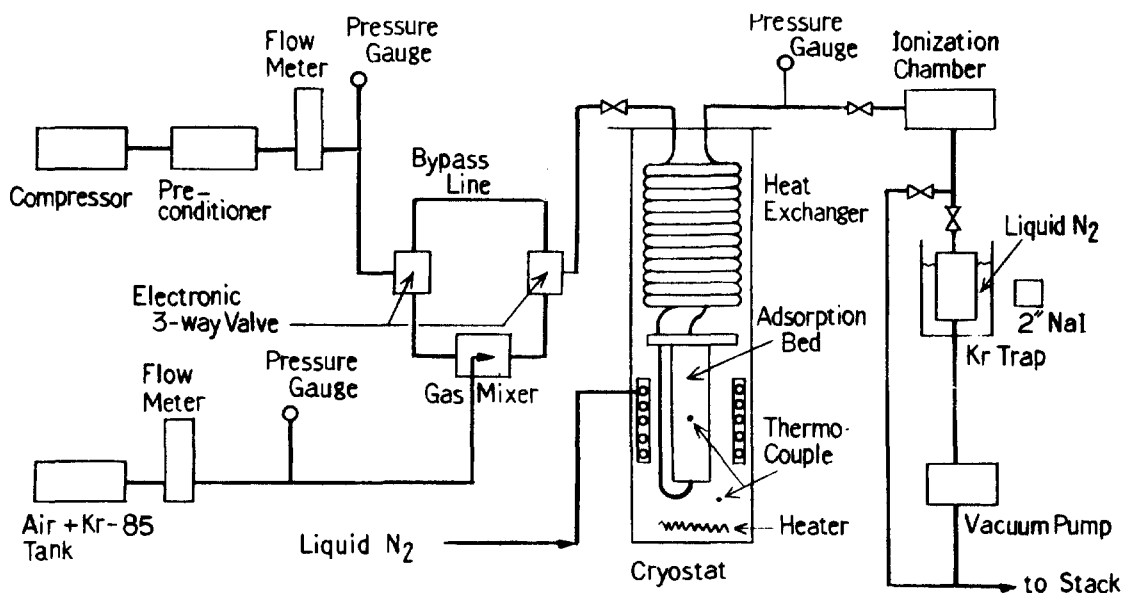 Pressure
Gauge
Flow
Meter
Compressor
Pre-
conditioner
Bypass
Line
Electronic
3-way Valve
Gas Mixer
Pressure
Gauge
Flow
Meter
Air + Kr-85
Tank
Liquid N2
Pressure
Gauge
Ionization
Chamber
Heat
Exchanger
Adsorption
Bed
Thermo-
Couple
Heater
Cryostat
Liquid N2
2" NaI
Kr Trap
Vacuum Pump
to Stack